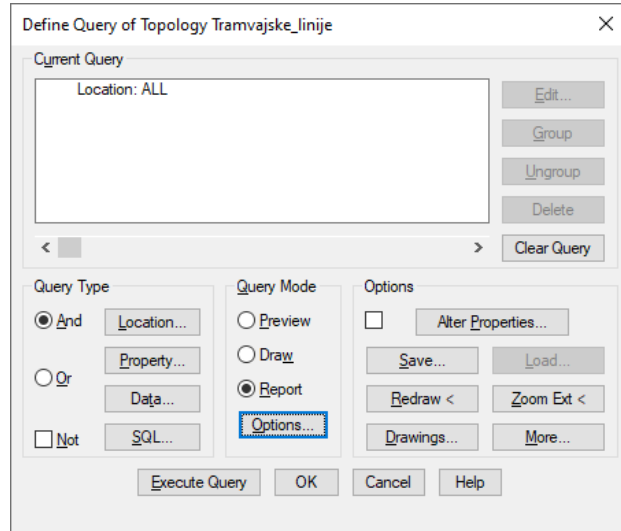 Define Query of Topology Tramvajske_linije
Current Query
Location: ALL
Edit...
Group
Ungroup
Delete
Clear Query
Query Type
And
Location...
Property...
Or
Data...
Not
SQL...
Query Mode
Preview
Draw
Report
Options...
Options
Alter Properties...
Save...
Load...
Redraw <
Zoom Ext <
Drawings...
More...
Execute Query
OK
Cancel
Help